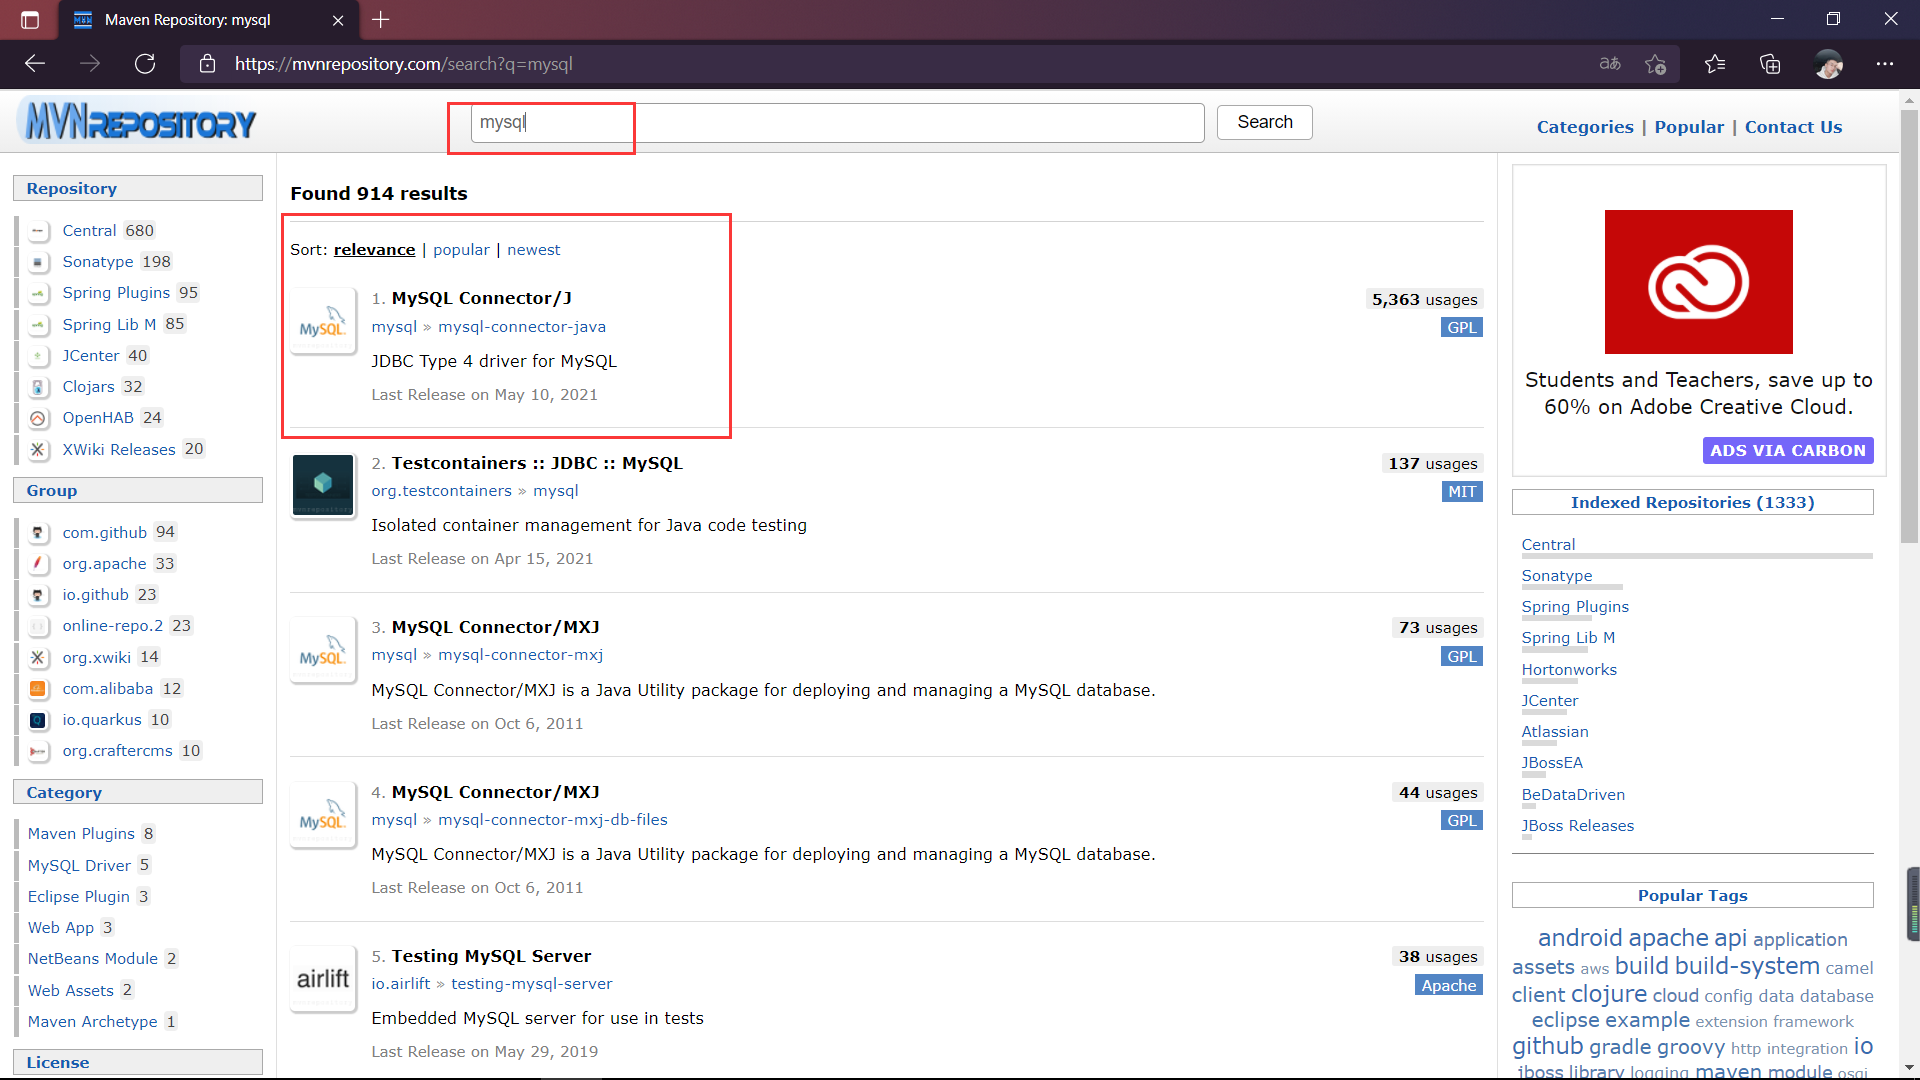 Maven Repository: mysql
https://mvnrepository.com/search?q=mysql
MVNREPOSITORY
mysql
Search
Categories | Popular | Contact Us
Repository
Central 680
Sonatype 198
Spring Plugins 95
Spring Lib M 85
JCenter 40
Clojars 32
OpenHAB 24
XWiki Releases 20
Group
com.github 94
org.apache 33
io.github 23
online-repo.2 23
org.xwiki 14
com.alibaba 12
io.quarkus 10
org.craftercms 10
Category
Maven Plugins 8
MySQL Driver 5
Eclipse Plugin 3
Web App 3
NetBeans Module 2
Web Assets 2
Maven Archetype 1
License
Found 914 results
Sort: relevance | popular | newest
MySQL
1. MySQL Connector/J
5,363 usages
mysql » mysql-connector-java
GPL
JDBC Type 4 driver for MySQL
Last Release on May 10, 2021
2. Testcontainers :: JDBC :: MySQL
137 usages
org.testcontainers » mysql
MIT
Isolated container management for Java code testing
Last Release on Apr 15, 2021
MySQL
3. MySQL Connector/MXJ
73 usages
mysql » mysql-connector-mxj
GPL
MySQL Connector/MXJ is a Java Utility package for deploying and managing a MySQL database.
Last Release on Oct 6, 2011
MySQL
4. MySQL Connector/MXJ
44 usages
mysql » mysql-connector-mxj-db-files
GPL
MySQL Connector/MXJ is a Java Utility package for deploying and managing a MySQL database.
Last Release on Oct 6, 2011
airlift
5. Testing MySQL Server
38 usages
io.airlift » testing-mysql-server
Apache
Embedded MySQL server for use in tests
Last Release on May 29, 2019
Students and Teachers, save up to
60% on Adobe Creative Cloud.
ADS VIA CARBON
Indexed Repositories (1333)
Central
Sonatype
Spring Plugins
Spring Lib M
Hortonworks
JCenter
Atlassian
JBossEA
BeDataDriven
JBoss Releases
Popular Tags
android apache api application
assets aws build build-system camel
client clojure cloud config data database
eclipse example extension framework
github gradle groovy http integration io
jboss library logging maven module osgi